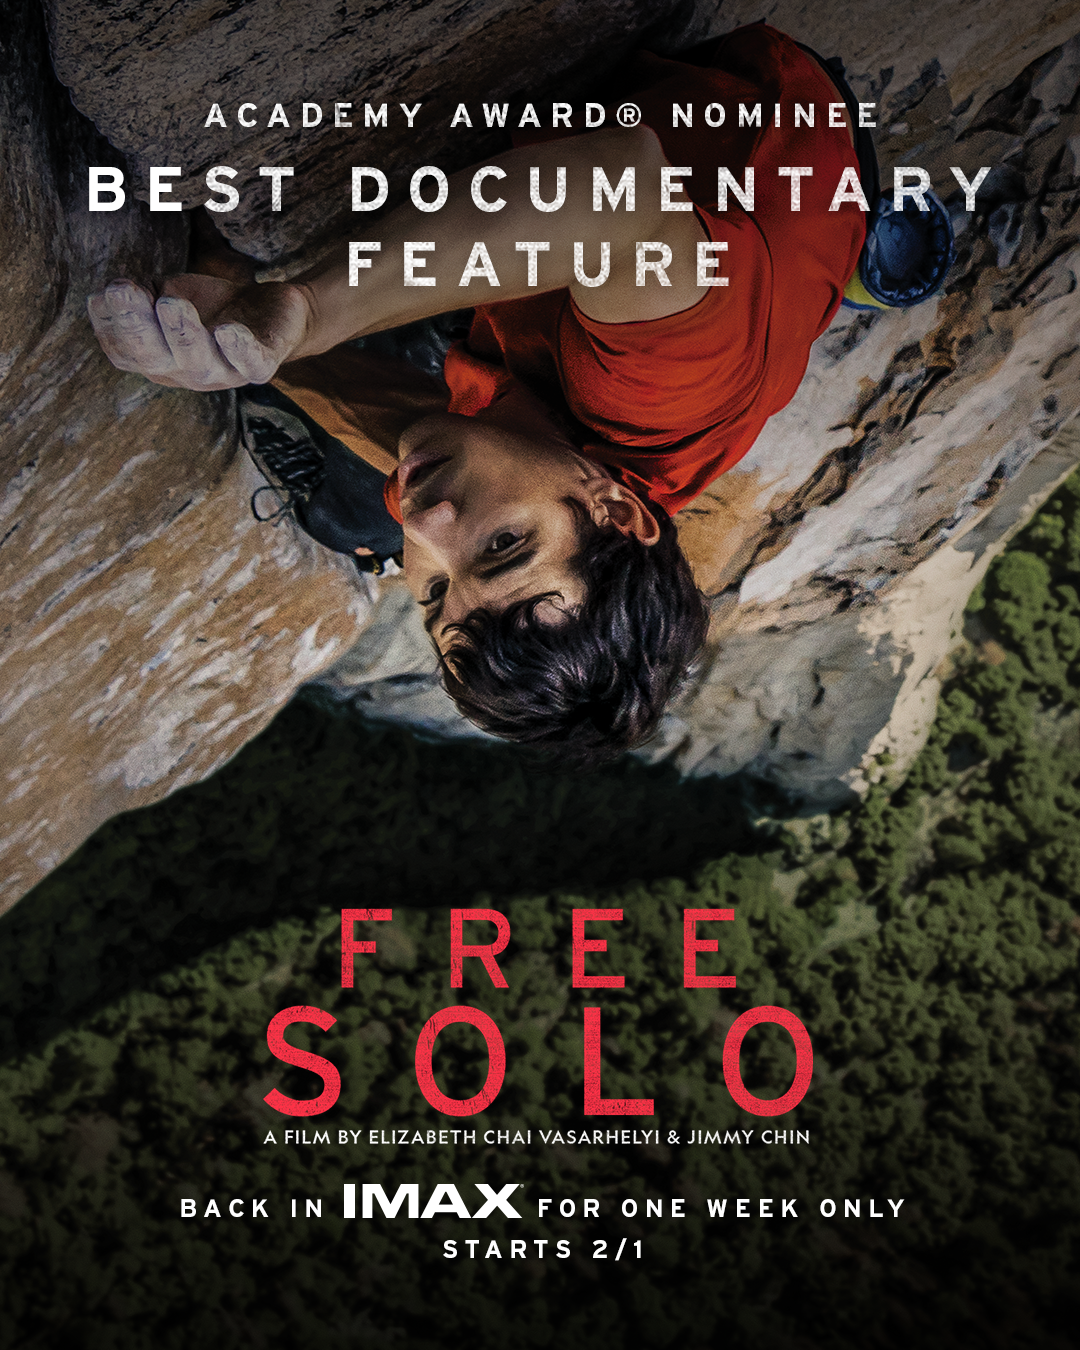 ACADEMY AWARD® NOMINEE
BEST DOCUMENTARY
FEATURE
FREE
SOLO
A FILM BY ELIZABETH CHAI VASARHELYI & JIMMY CHIN
BACK IN IMAX® FOR ONE WEEK ONLY
STARTS 2/1